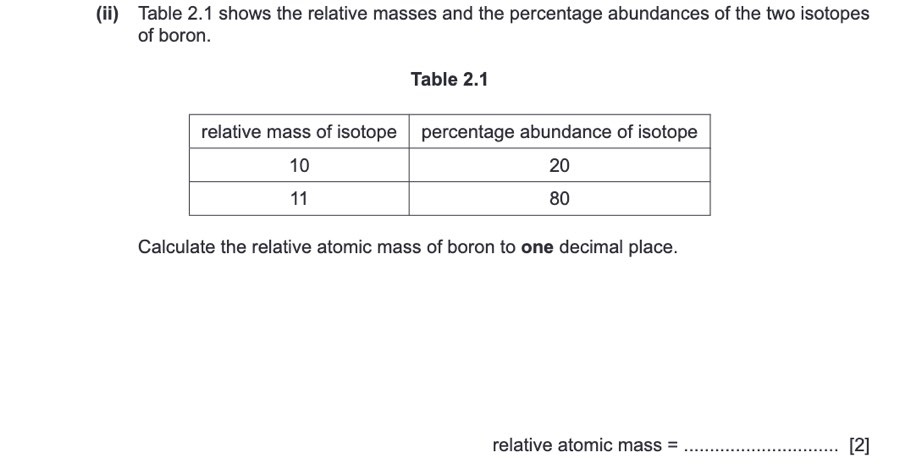 (ii) Table 2.1 shows the relative masses and the percentage abundances of the two isotopes
of boron.
Table 2.1
relative mass of isotope percentage abundance of isotope
10 20
11 80
Calculate the relative atomic mass of boron to one decimal place.
relative atomic mass = .............................. [2]